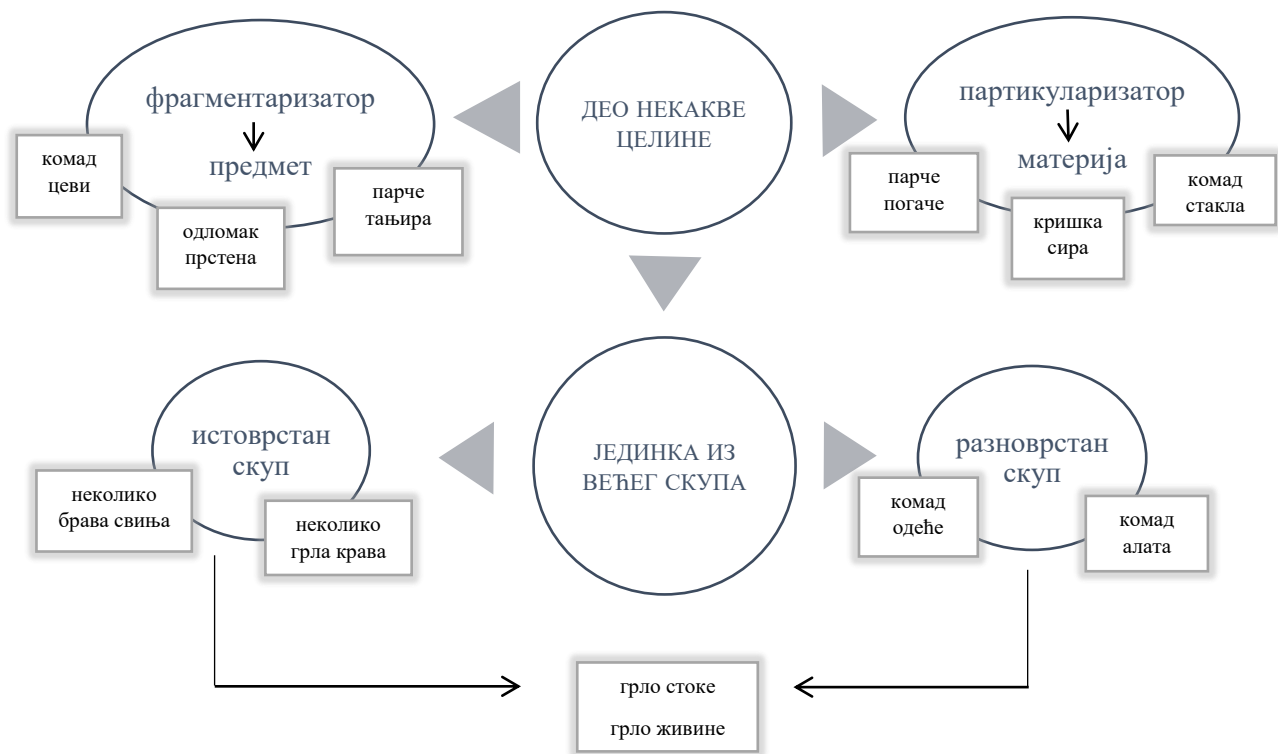 фрагментаризатор
предмет
комад
цеви
одломак
прстена
парче
тањира
ДЕО НЕКАКВЕ
ЦЕЛИНЕ
партикуларизатор
материја
парче
погаче
кришка
сира
комад
стакла
истоврстан
скуп
неколико
брава свиња
неколико
грла крава
ЈЕДИНКА ИЗ
ВЕЋЕГ СКУПА
разноврстан
скуп
комад
одеће
комад
алата
грло стоке
грло живине